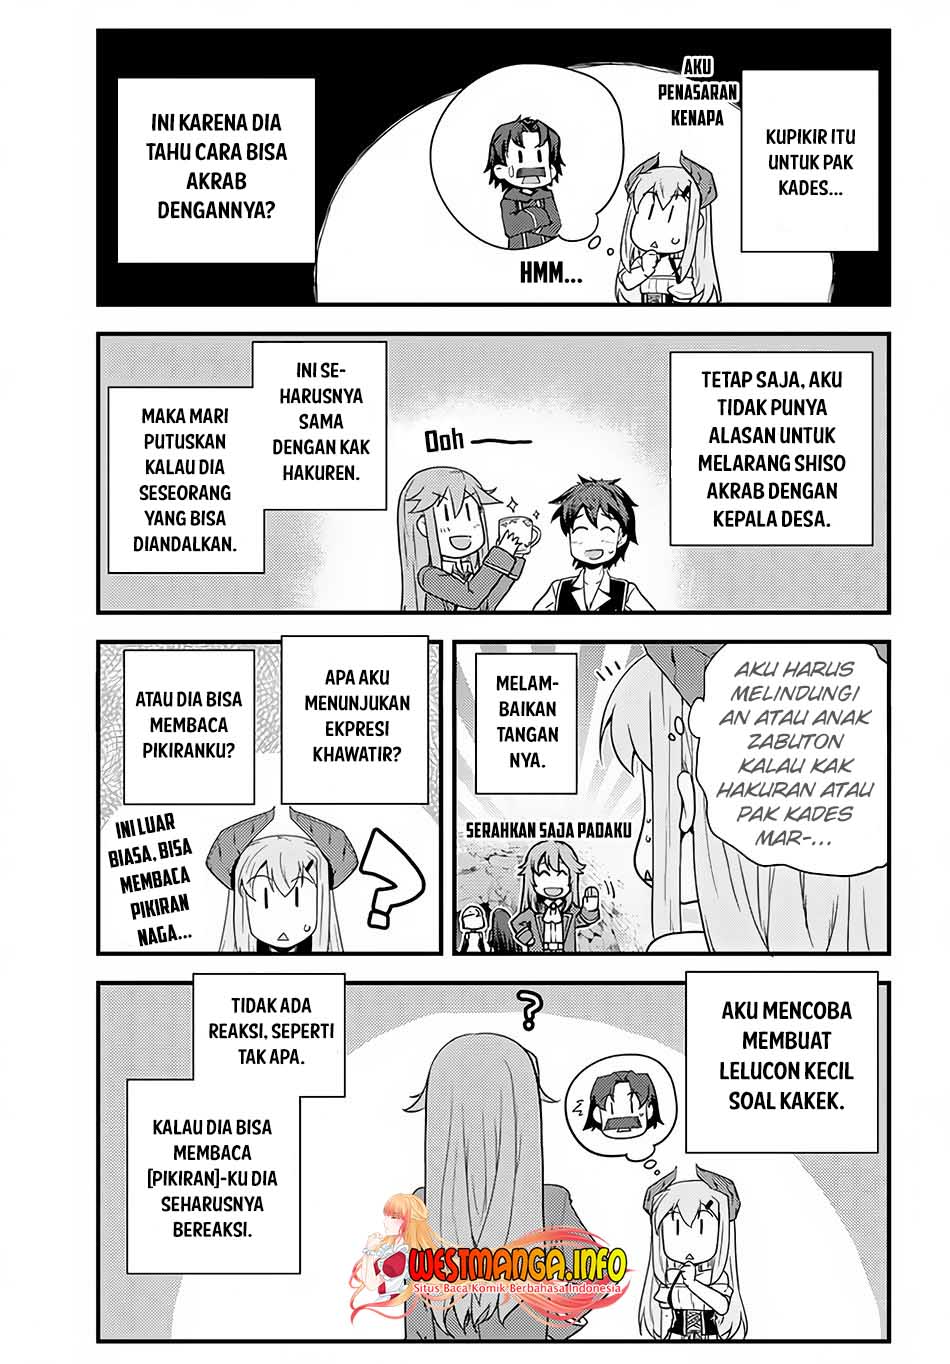 KUPIKIR ITU
UNTUK PAK
KADES...
AKU
PENASARAN
KENAPA
HMM...
INI KARENA DIA
TAHU CARA BISA
AKRAB
DENGANNYA?
TETAP SAJA, AKU
TIDAK PUNYA
ALASAN UNTUK
MELARANG SHISO
AKRAB DENGAN
KEPALA DESA.
Ooh
INI SE-
HARUSNYA
SAMA
DENGAN KAK
HAKUREN.
MAKA MARI
PUTUSKAN
KALAU DIA
SESEORANG
YANG BISA
DIANDALKAN.
AKU HARUS
MELINDUNGI
AN ATAU ANAK
ZABUTON
KALAU KAK
HAKURAN ATAU
PAK KADES
MAR-...
MELAM-
BAIKAN
TANGAN
NYA.
SERAHKAN SAJA PADAKU
APA AKU
MENUNJUKAN
EKPRESI
KHAWATIR?
ATAU DIA BISA
MEMBACA
PIKIRANKU?
?
INI LUAR
BIASA, BISA
MEMBACA
PIKIRAN
NAGA...
AKU MENCOBA
MEMBUAT
LELUCON KECIL
SOAL KAKEK.
?
TIDAK ADA
REAKSI, SEPERTI
TAK APA.
KALAU DIA BISA
MEMBACA
[PIKIRAN]-KU DIA
SEHARUSNYA
BEREAKSI.
WESTMANGA.INFO
Situs Baca Komik Berbahasa Indonesia